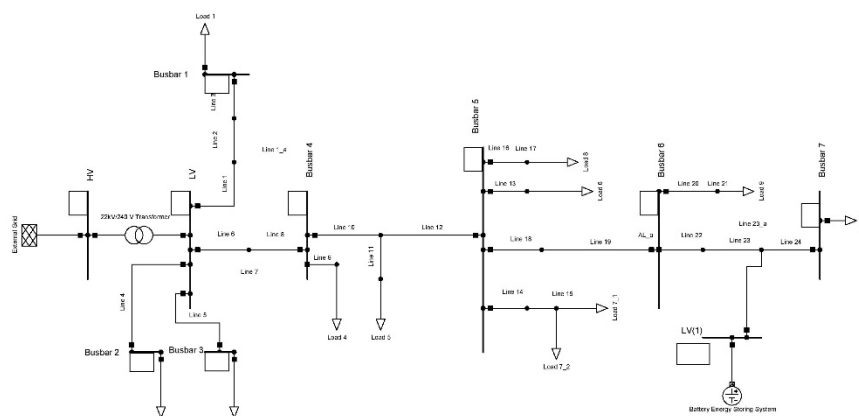 Load 1
Busbar 1
Line 3
Line 2
Line 1_a
Line 1
HV
LV
Busbar 4
Busbar 5
Busbar 6
Busbar 7
External Grid
22kV/240 V Transformer
Line 6
Line 7
Line 8
Line 10
Line 12
Line 11
Line 16
Line 17
Load 8
Line 13
Load 6
Line 18
Line 19
AL_u
Line 20
Line 21
Load 9
Line 22
Line 23
Line 23_a
Line 24
Line 4
Line 5
Load 4
Load 5
Line 14
Line 15
Load 7_1
Load 7_2
Busbar 2
Busbar 3
LV(1)
Battery Energy Storing System